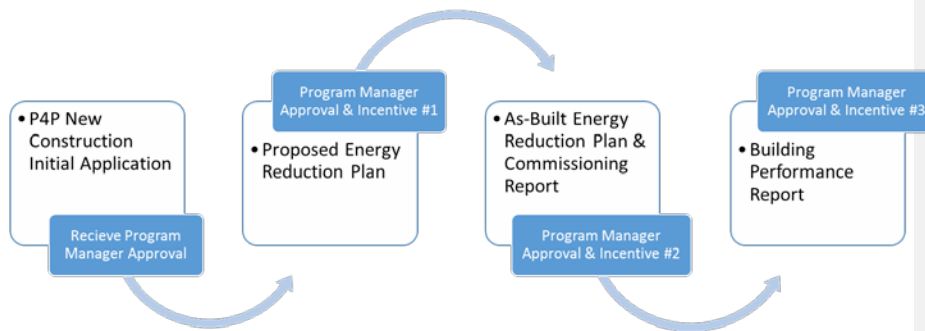 • P4P New
Construction
Initial Application
Recieve Program
Manager Approval
Program Manager
Approval & Incentive #1
• Proposed Energy
Reduction Plan
• As-Built Energy
Reduction Plan &
Commissioning
Report
Program Manager
Approval & Incentive #2
Program Manager
Approval & Incentive #3
• Building
Performance
Report